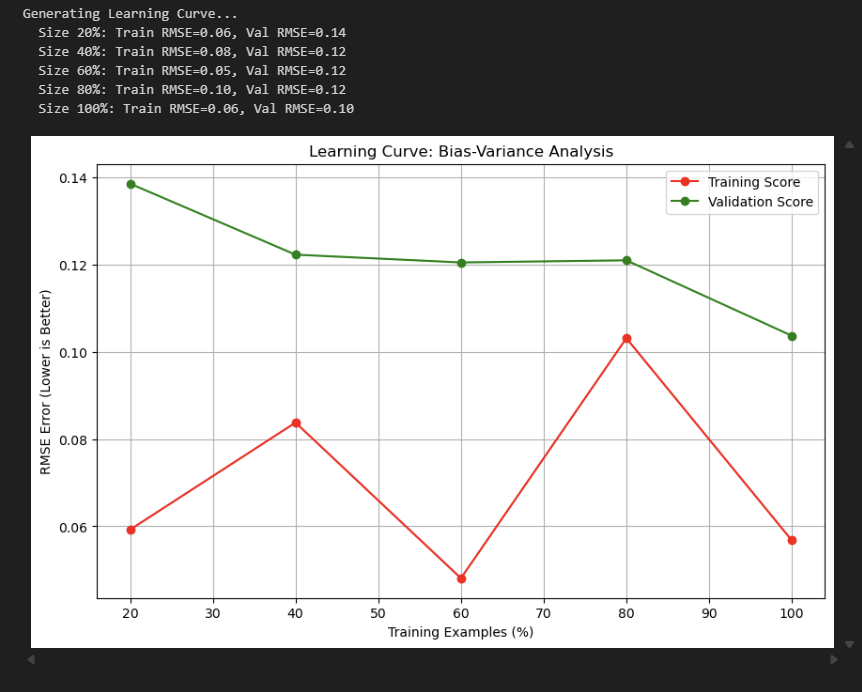 Generating Learning Curve...
Size 20%: Train RMSE=0.06, Val RMSE=0.14
Size 40%: Train RMSE=0.08, Val RMSE=0.12
Size 60%: Train RMSE=0.05, Val RMSE=0.12
Size 80%: Train RMSE=0.10, Val RMSE=0.12
Size 100%: Train RMSE=0.06, Val RMSE=0.10
Learning Curve: Bias-Variance Analysis
Training Score
Validation Score
RMSE Error (Lower is Better)
0.14
0.12
0.10
0.08
0.06
20 30 40 50 60 70 80 90 100
Training Examples (%)